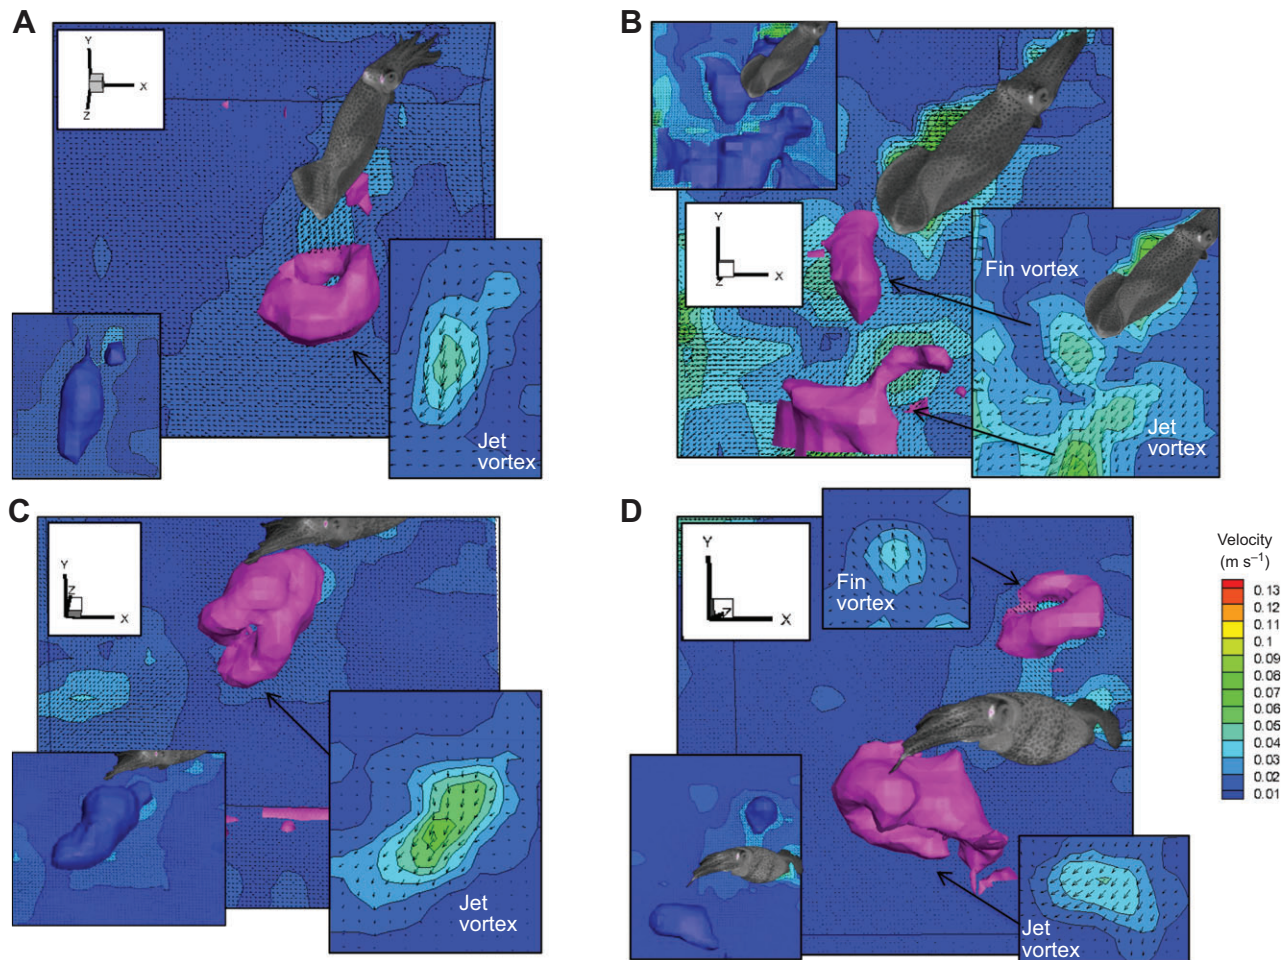 A
Y
X
Z
Jet
vortex
B
Y
X
Z
Fin vortex
Jet
vortex
C
Y
Z
X
Jet
vortex
D
Y
Z
X
Fin
vortex
Jet
vortex
Velocity
(m s⁻¹)
0.13
0.12
0.11
0.1
0.09
0.08
0.07
0.06
0.05
0.04
0.03
0.02
0.01